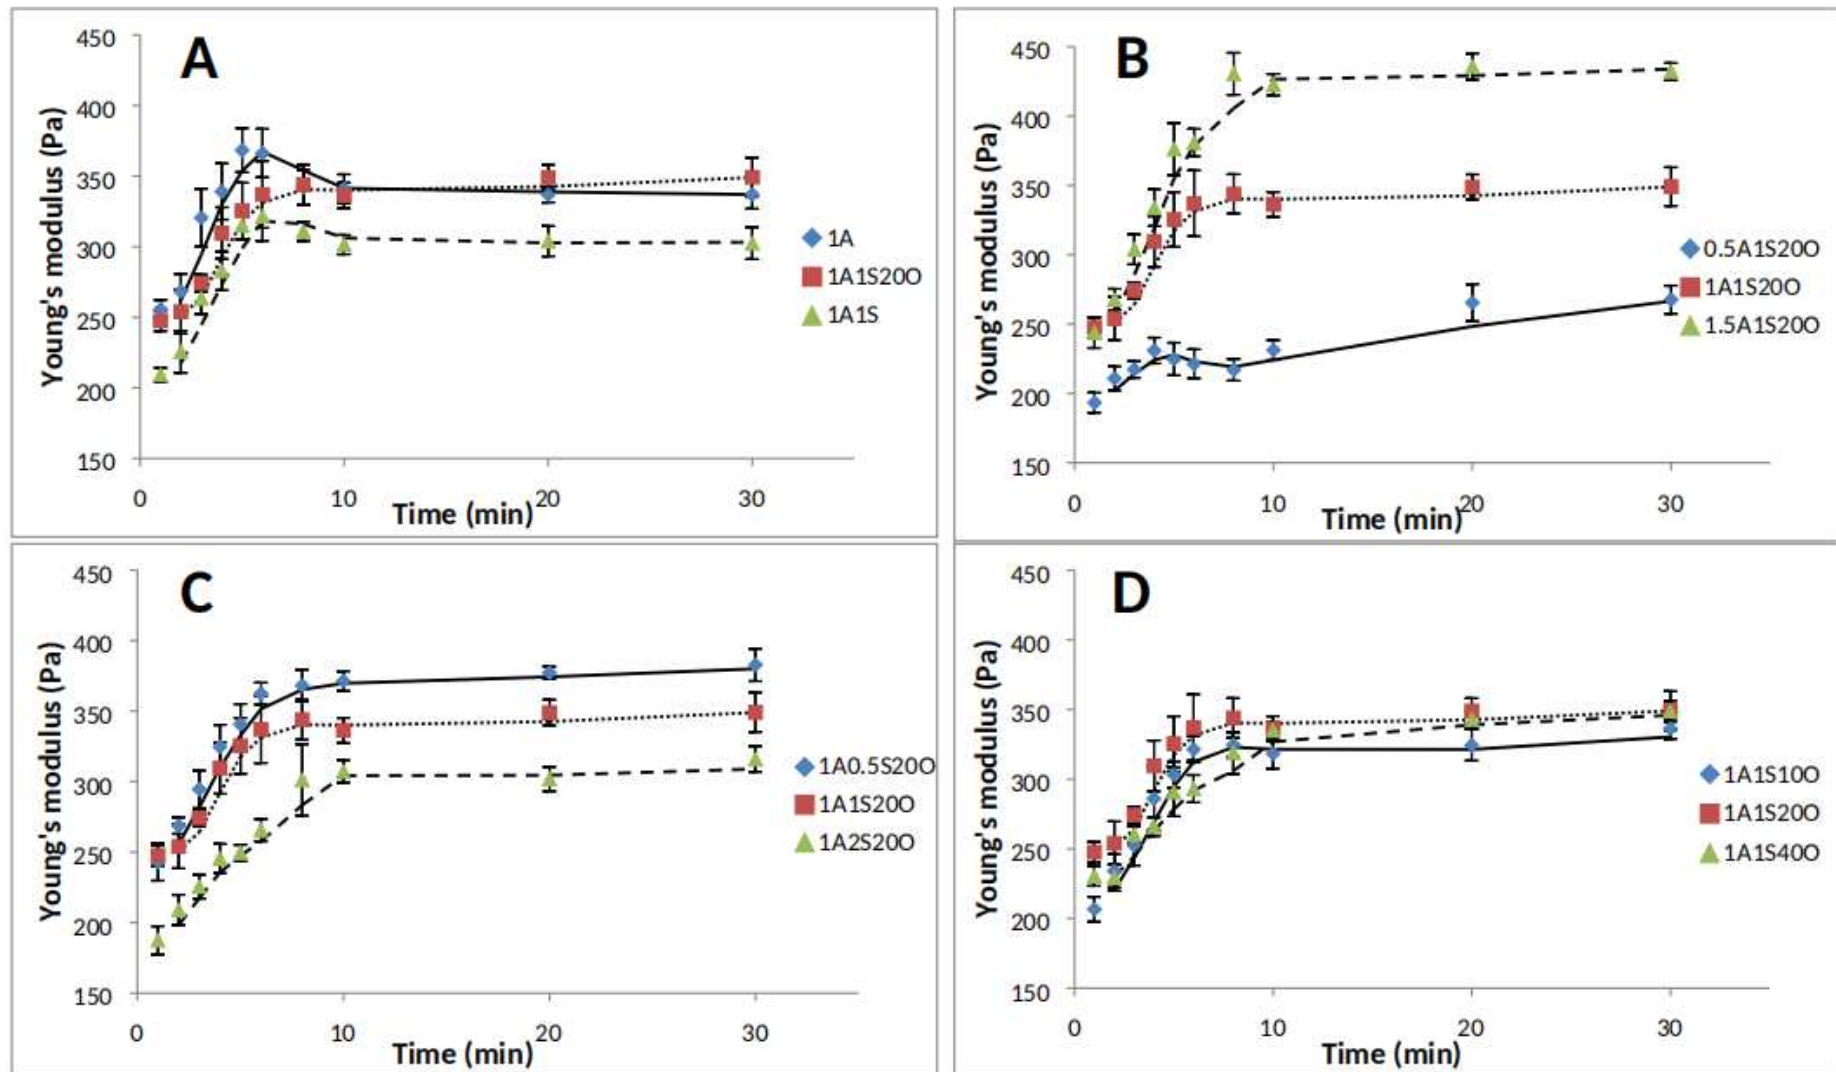 A
450
400
350
300
250
200
150
0
10
20
30
Young's modulus (Pa)
Time (min)
1A
1A1S20O
1A1S
B
450
400
350
300
250
200
150
0
10
20
30
Young's modulus (Pa)
Time (min)
0.5A1S20O
1A1S20O
1.5A1S20O
C
450
400
350
300
250
200
150
0
10
20
30
Young's modulus (Pa)
Time (min)
1A0.5S20O
1A1S20O
1A2S20O
D
450
400
350
300
250
200
150
0
10
20
30
Young's modulus (Pa)
Time (min)
1A1S10O
1A1S20O
1A1S40O